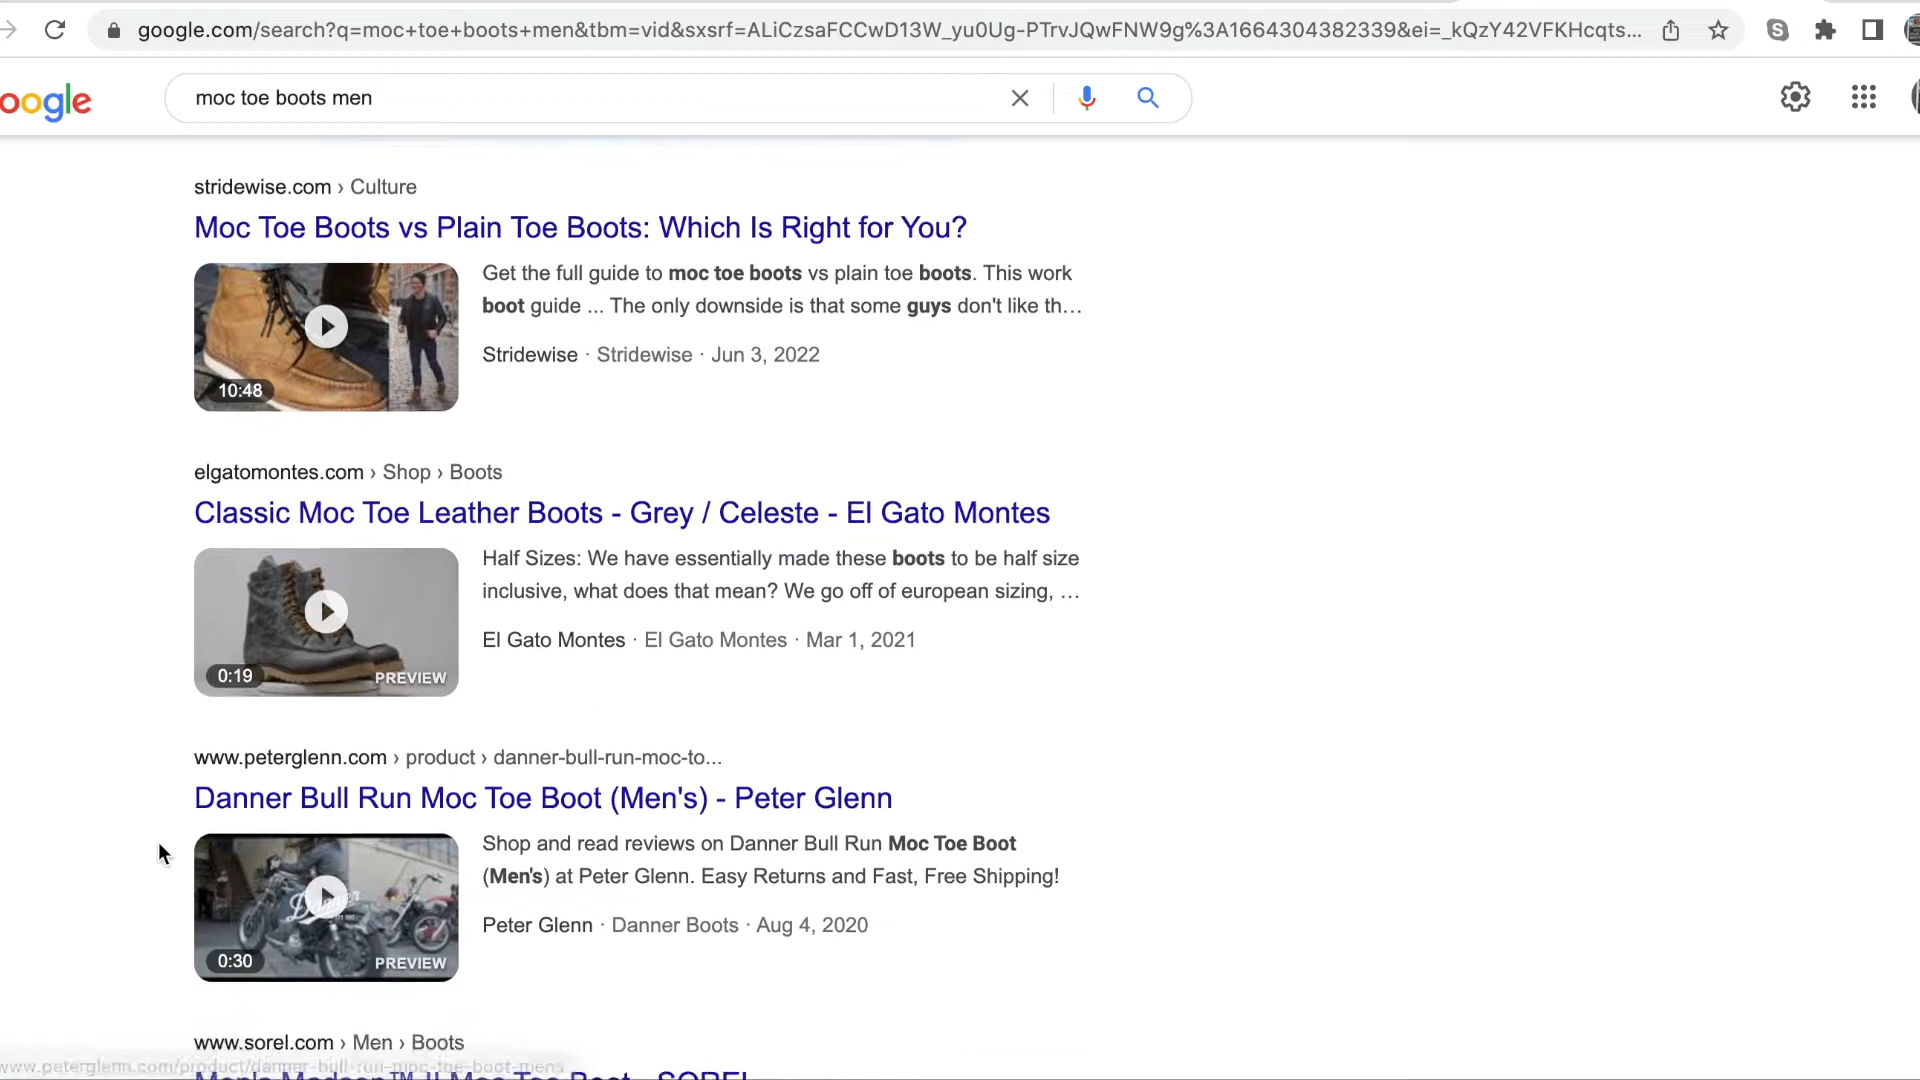 google.com/search?q=moc+toe+boots+men&tbm=vid&sxsrf=ALiCzsaFCCwD13W_yu0Ug-PTrvJQwFNW9g%3A1664304382339&ei=_kQzY42VFKHcqts...
oogle
moc toe boots men
stridewise.com › Culture
Moc Toe Boots vs Plain Toe Boots: Which Is Right for You?
Get the full guide to moc toe boots vs plain toe boots. This work
boot guide ... The only downside is that some guys don't like th...
Stridewise · Stridewise · Jun 3, 2022
10:48
elgatomontes.com › Shop › Boots
Classic Moc Toe Leather Boots - Grey / Celeste - El Gato Montes
Half Sizes: We have essentially made these boots to be half size
inclusive, what does that mean? We go off of european sizing, ...
El Gato Montes · El Gato Montes · Mar 1, 2021
0:19
PREVIEW
www.peterglenn.com › product › danner-bull-run-moc-to...
Danner Bull Run Moc Toe Boot (Men's) - Peter Glenn
Shop and read reviews on Danner Bull Run Moc Toe Boot
(Men's) at Peter Glenn. Easy Returns and Fast, Free Shipping!
Peter Glenn · Danner Boots · Aug 4, 2020
Danner
0:30
PREVIEW
www.sorel.com › Men › Boots
www.peterglenn.com/product/danner-bull-run-moc-toe-boot-mens
Men's Madson™ II Moc Toe Boot - SOREL